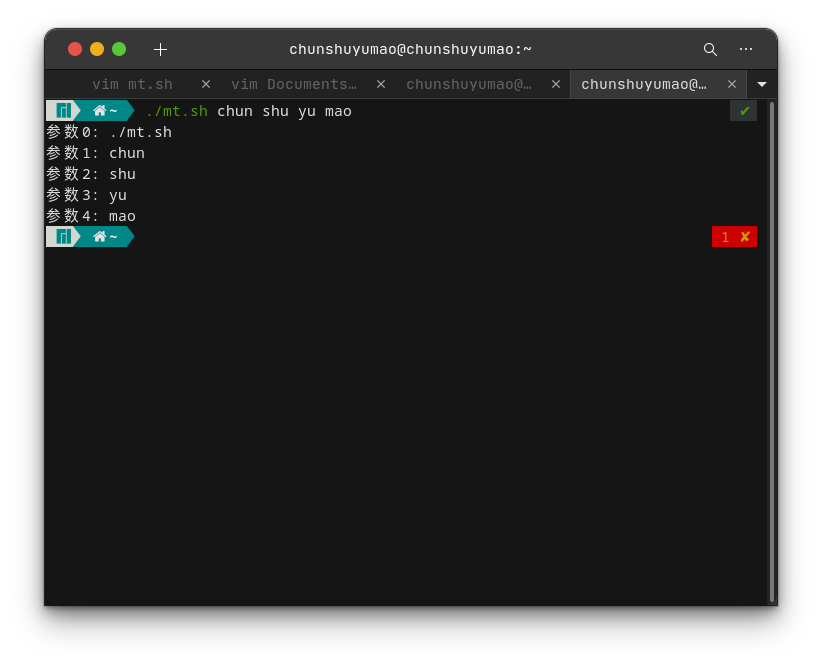 chunshuyumao@chunshuyumao:~
vim mt.sh
vim Documents…
chunshuyumao@…
chunshuyumao@…
~ ./mt.sh chun shu yu mao ✔
参数0: ./mt.sh
参数1: chun
参数2: shu
参数3: yu
参数4: mao
~ 1 ✘